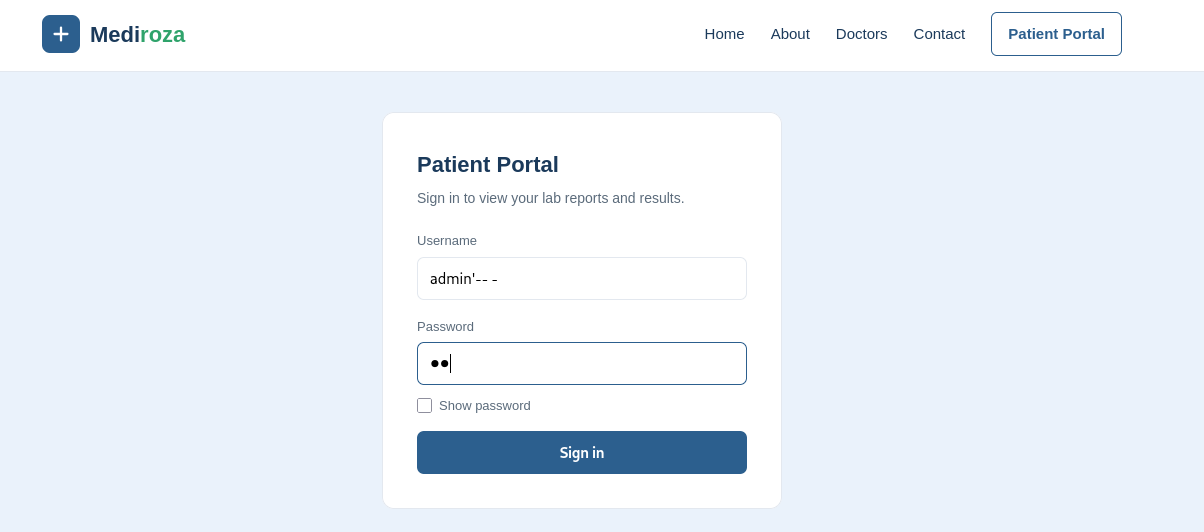 Mediroza
Home About Doctors Contact Patient Portal
Patient Portal
Sign in to view your lab reports and results.
Username
admin'-- -
Password
●●
Show password
Sign in